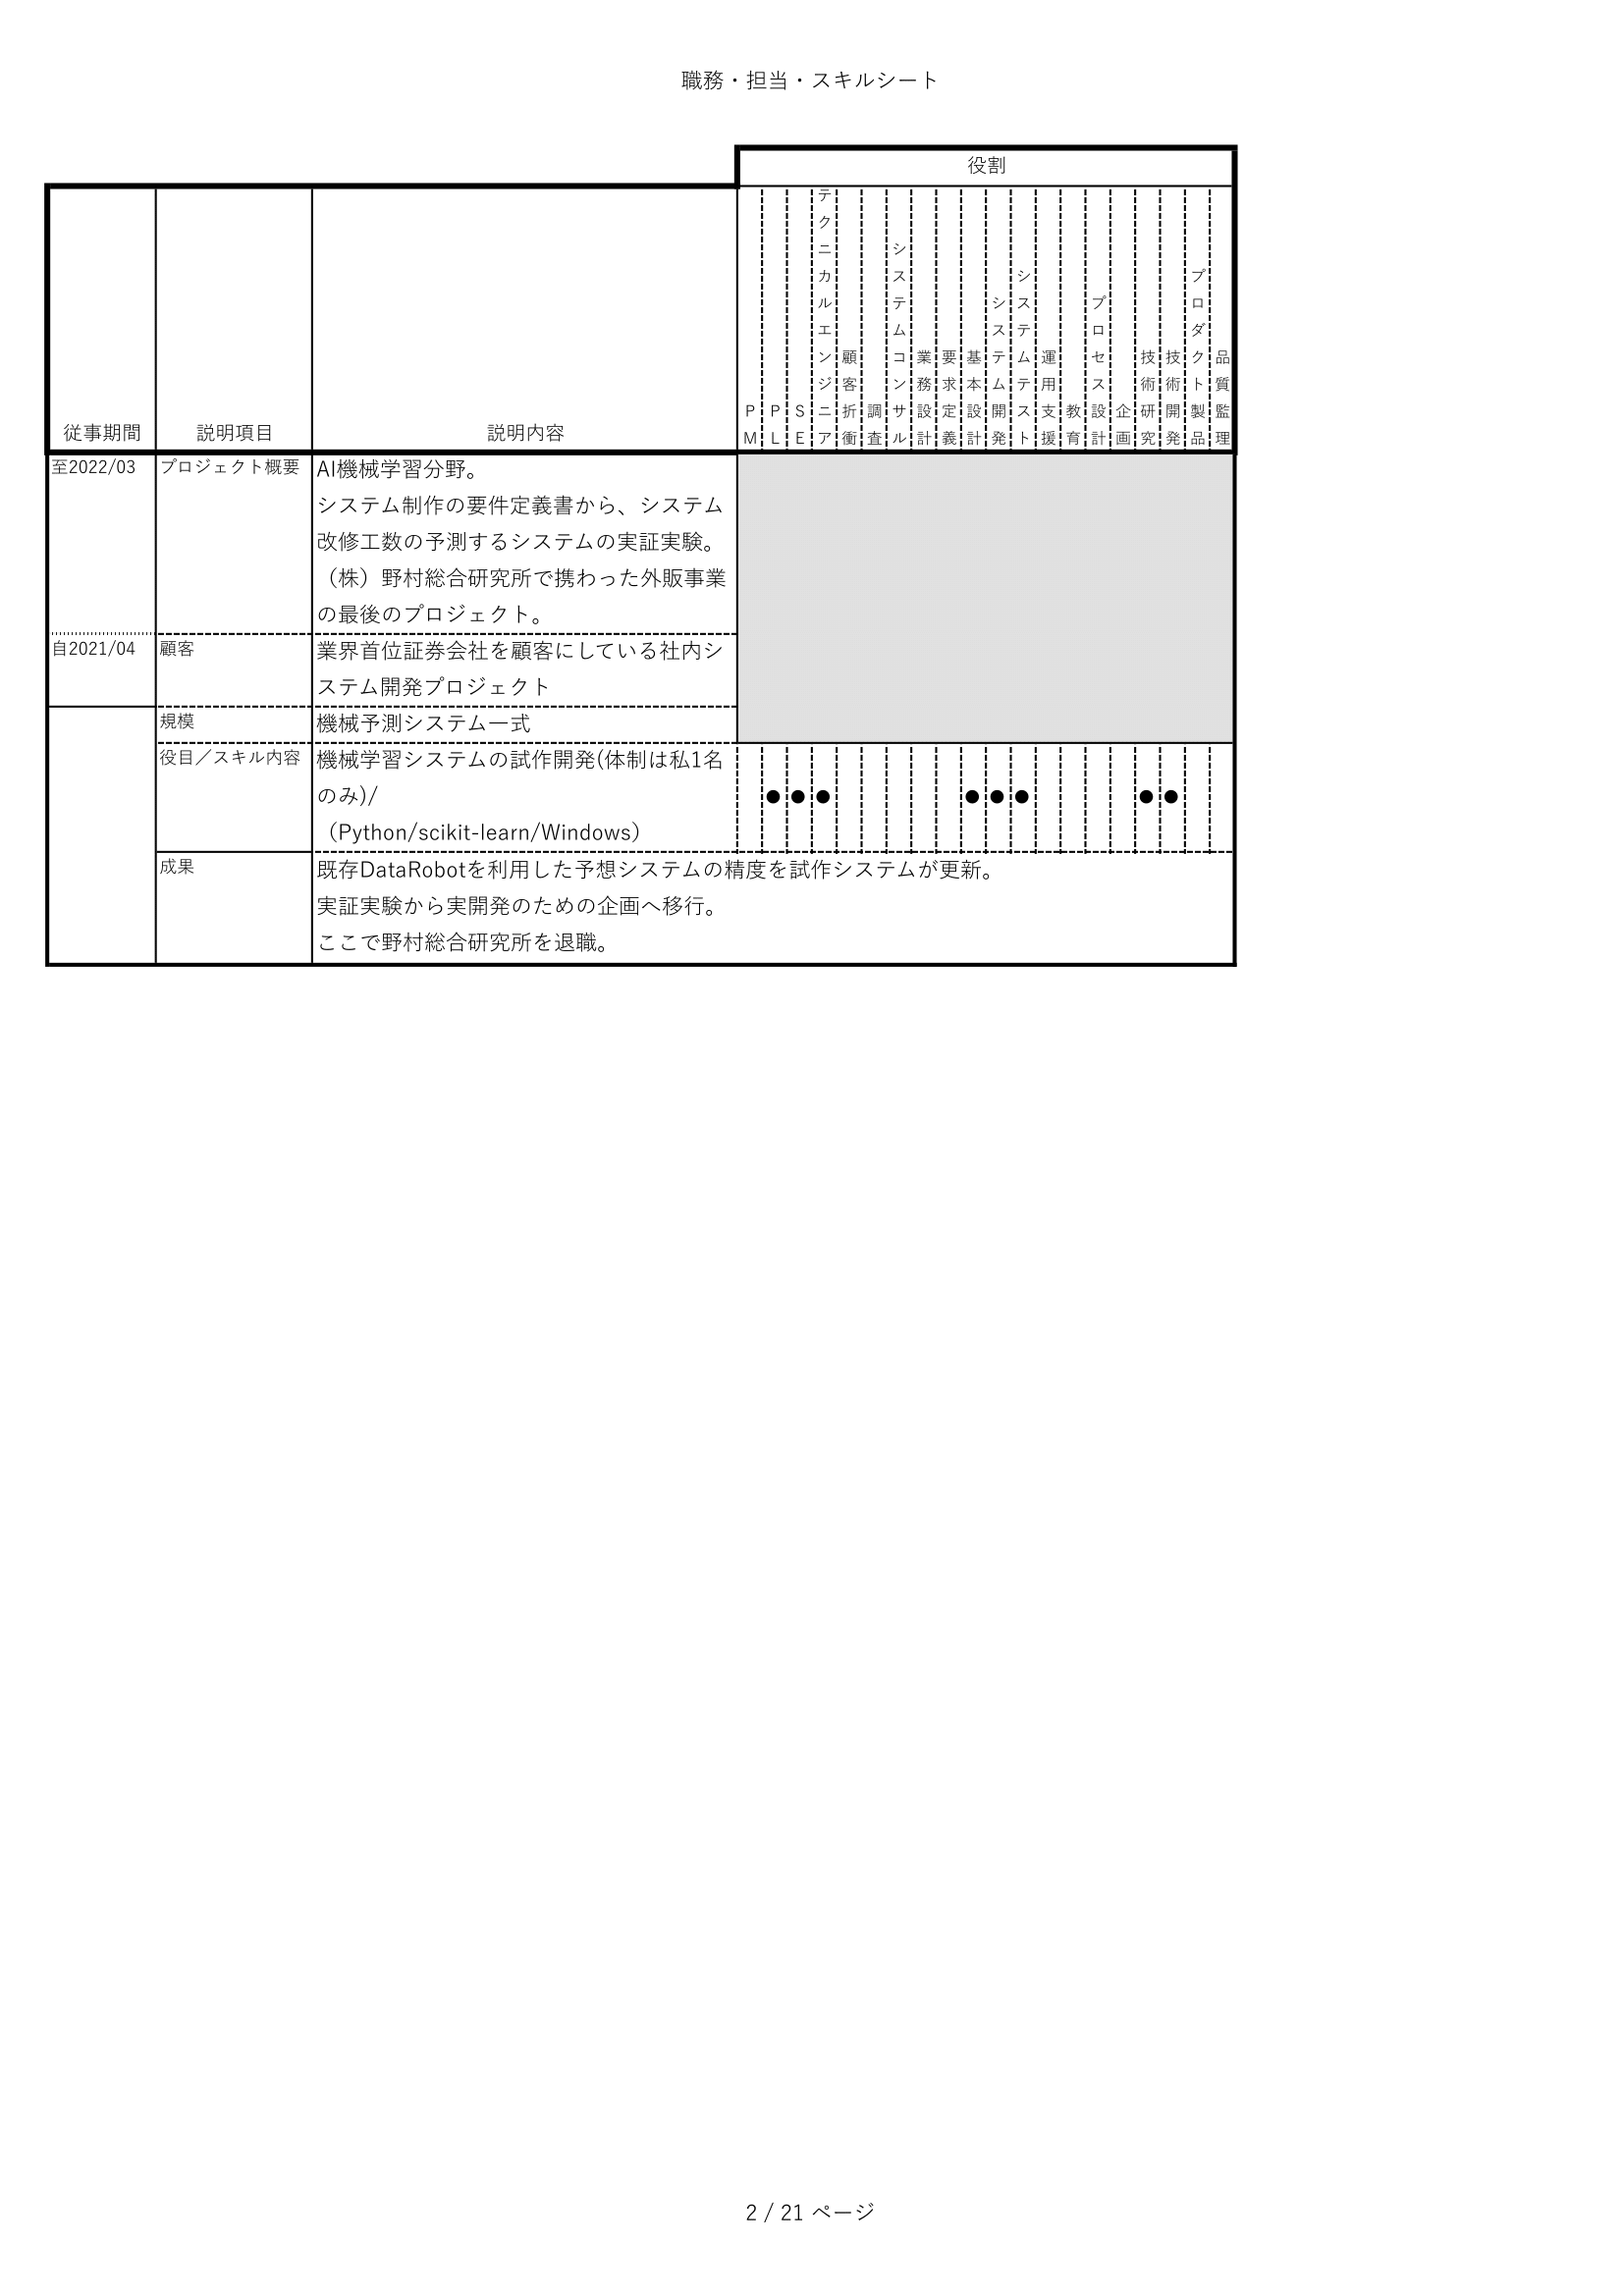 職務・担当・スキルシート
役割
従事期間
説明項目
説明内容
PM
PL
SE
テクニカルエンジニア
顧客折衝
調査
システムコンサル
業務設計
要求定義
基本設計
システム開発
システムテスト
運用支援
教育
プロセス設計
企画
技術研究
技術開発
プロダクト製品
品質監理
至2022/03
プロジェクト概要
AI機械学習分野。
システム制作の要件定義書から、システム
改修工数の予測するシステムの実証実験。
（株）野村総合研究所で携わった外販事業
の最後のプロジェクト。
自2021/04
顧客
業界首位証券会社を顧客にしている社内シ
ステム開発プロジェクト
規模
機械予測システム一式
役目／スキル内容
機械学習システムの試作開発(体制は私1名
のみ)/
（Python/scikit-learn/Windows）
● ● ● ● ● ● ● ●
成果
既存DataRobotを利用した予想システムの精度を試作システムが更新。
実証実験から実開発のための企画へ移行。
ここで野村総合研究所を退職。
2 / 21 ページ